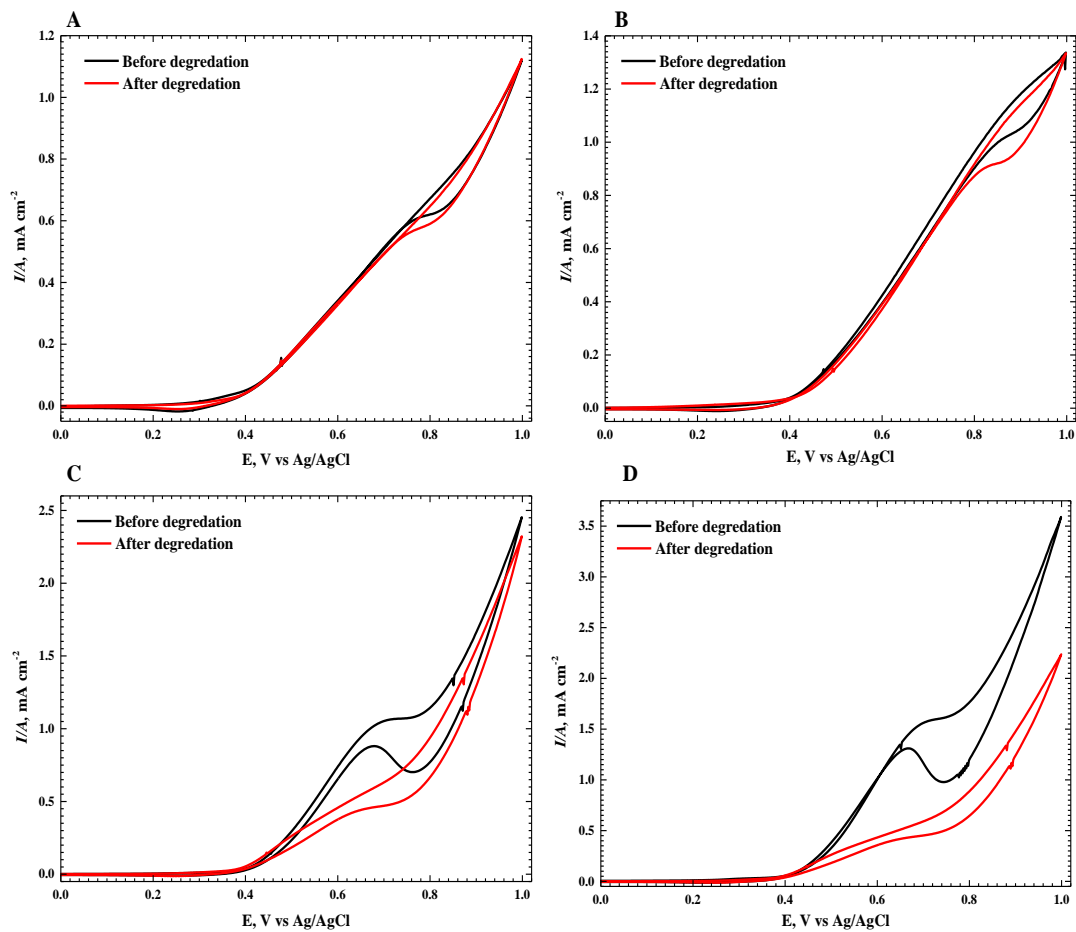 A
Before degredation
After degredation
I/A, mA cm-2
1.2
1.0
0.8
0.6
0.4
0.2
0.0
0.0 0.2 0.4 0.6 0.8 1.0
E, V vs Ag/AgCl
B
Before degredation
After degredation
I/A, mA cm-2
1.4
1.2
1.0
0.8
0.6
0.4
0.2
0.0
0.0 0.2 0.4 0.6 0.8 1.0
E, V vs Ag/AgCl
C
Before degredation
After degredation
I/A, mA cm-2
2.5
2.0
1.5
1.0
0.5
0.0
0.0 0.2 0.4 0.6 0.8 1.0
E, V vs Ag/AgCl
D
Before degredation
After degredation
I/A, mA cm-2
3.5
3.0
2.5
2.0
1.5
1.0
0.5
0.0
0.0 0.2 0.4 0.6 0.8 1.0
E, V vs Ag/AgCl